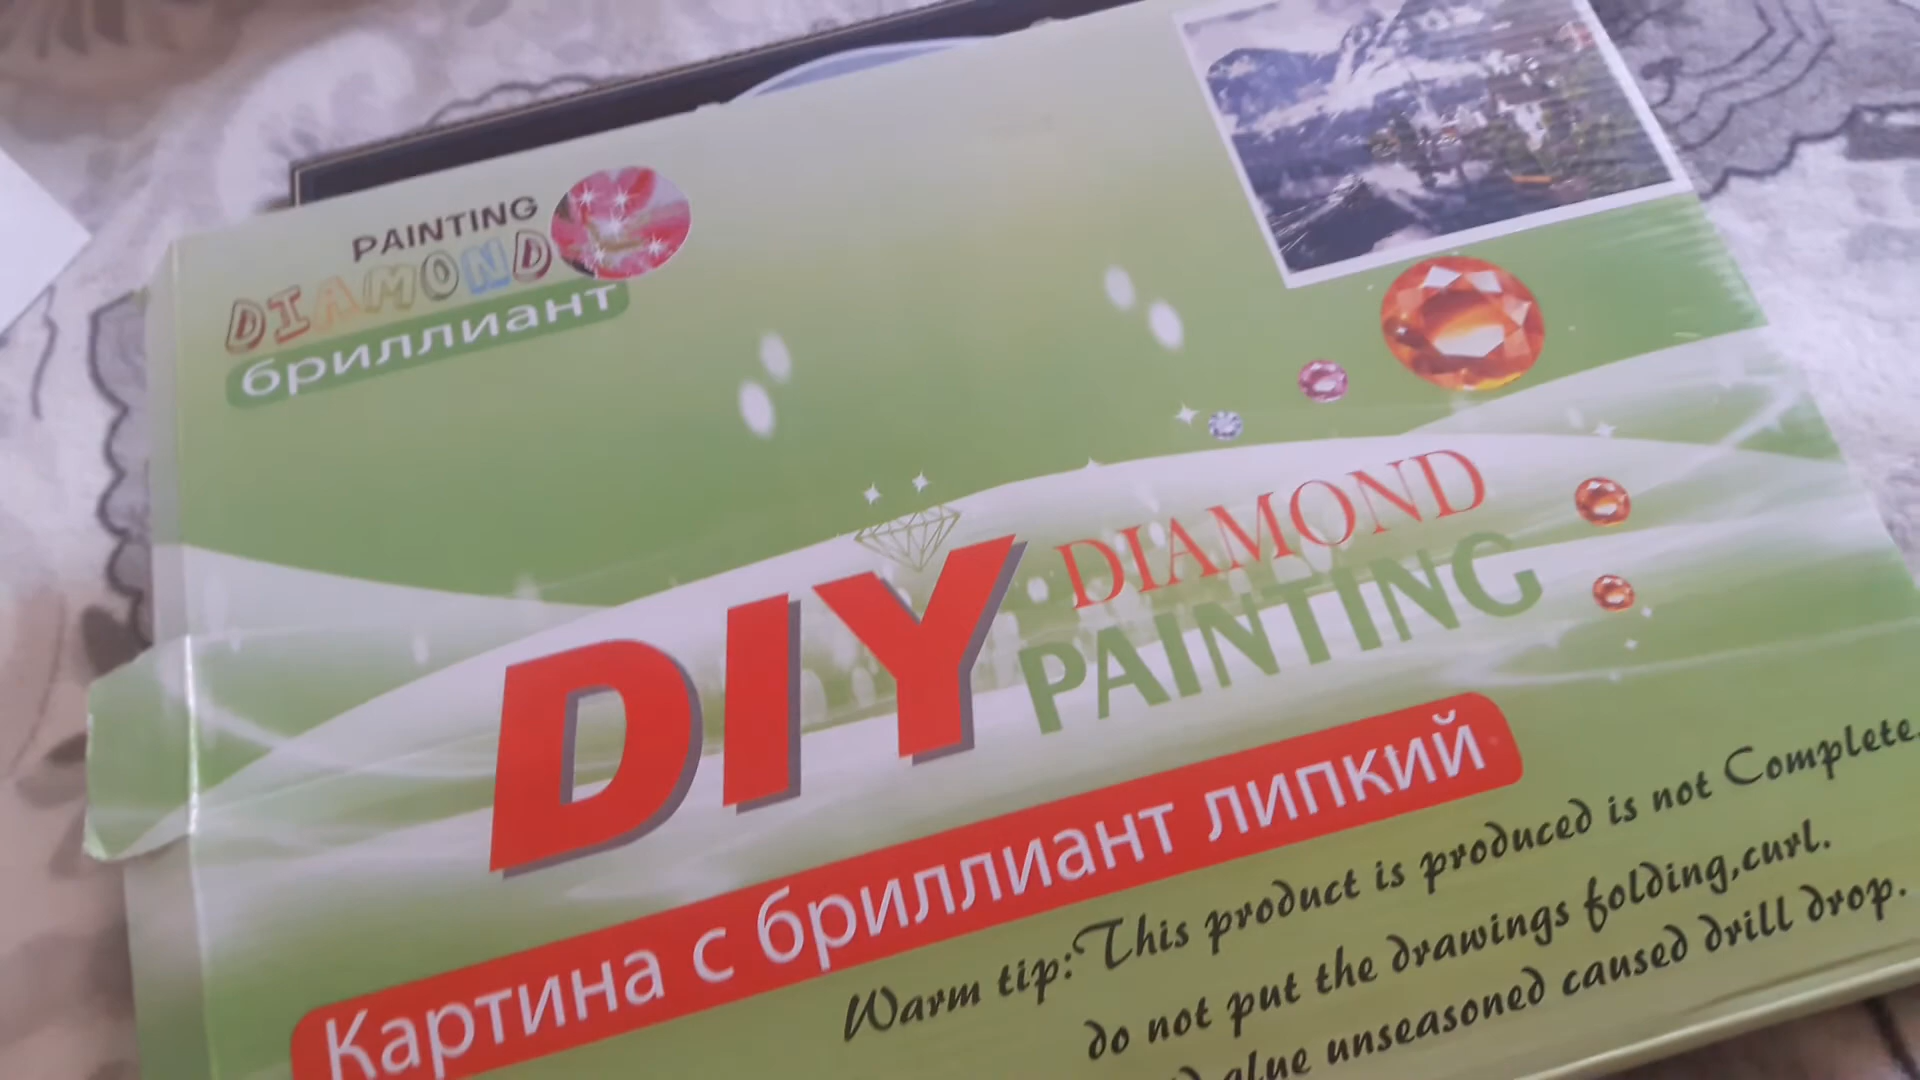 PAINTING
DIAMOND
бриллиант
DIY
DIAMOND
PAINTING
Картина с бриллиант липкий
Warm tip:This product is produced is not Complete.
do not put the drawings folding,curl.
glue unseasoned caused drill drop.